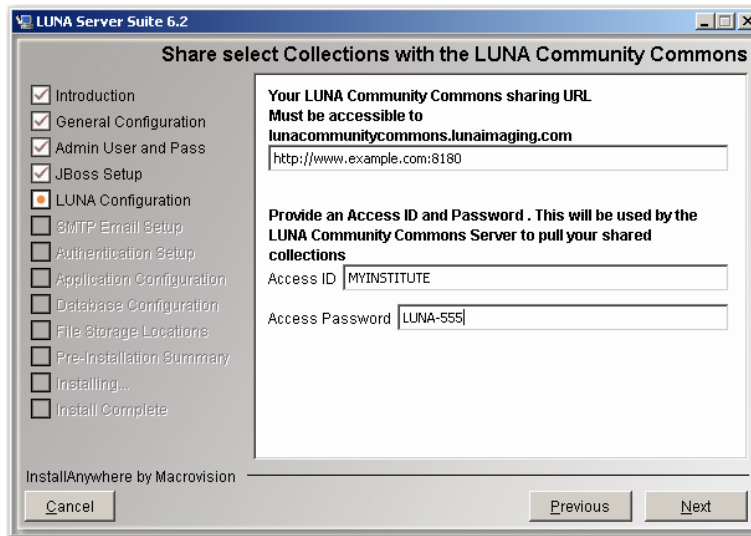 LUNA Server Suite 6.2
Share select Collections with the LUNA Community Commons
Introduction
General Configuration
Admin User and Pass
JBoss Setup
LUNA Configuration
SMTP Email Setup
Authentication Setup
Application Configuration
Database Configuration
File Storage Locations
Pre-Installation Summary
Installing...
Install Complete
Your LUNA Community Commons sharing URL
Must be accessible to
lunacommunitycommons.lunaimaging.com
http://www.example.com:8180
Provide an Access ID and Password . This will be used by the
LUNA Community Commons Server to pull your shared
collections
Access ID MYINSTITUTE
Access Password LUNA-555
InstallAnywhere by Macrovision
Cancel Previous Next